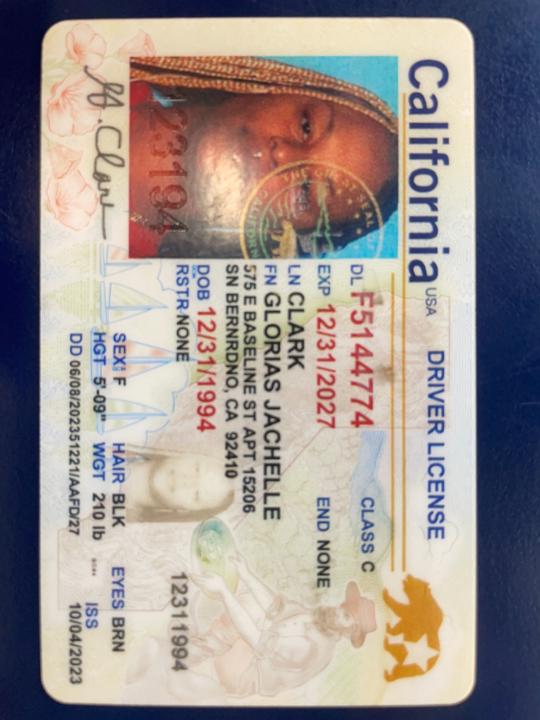 California USA DRIVER LICENSE
DL F5144774 CLASS C
EXP 12/31/2027 END NONE
LN CLARK
FN GLORIAS JACHELLE
575 E BASELINE ST APT 15206
SN BERNRDNO, CA 92410
DOB 12/31/1994
RSTR NONE 12311994
SEX F HAIR BLK EYES BRN
HGT 5'-09" WGT 210 lb ISS
DD 06/08/202351221/AAFD/27 10/04/2023